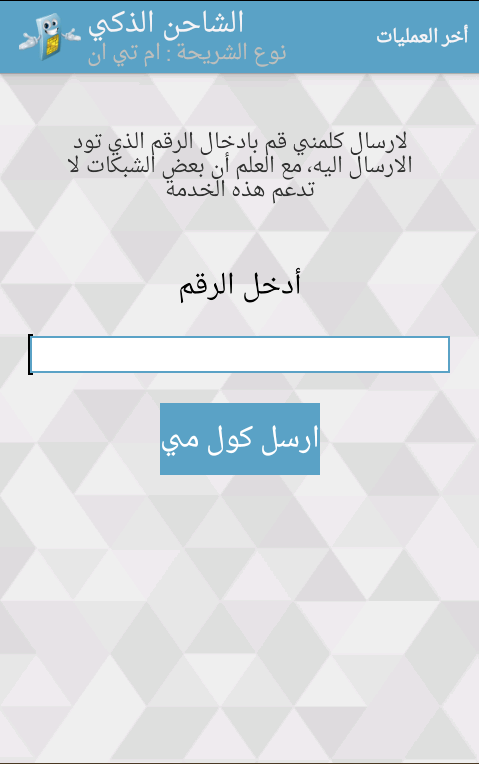 الشاحن الذكي
نوع الشريحة : ام تي ان
أخر العمليات
لارسال كلمني قم بادخال الرقم الذي تود
الارسال اليه، مع العلم أن بعض الشبكات لا
تدعم هذه الخدمة
أدخل الرقم
ارسل كول مي